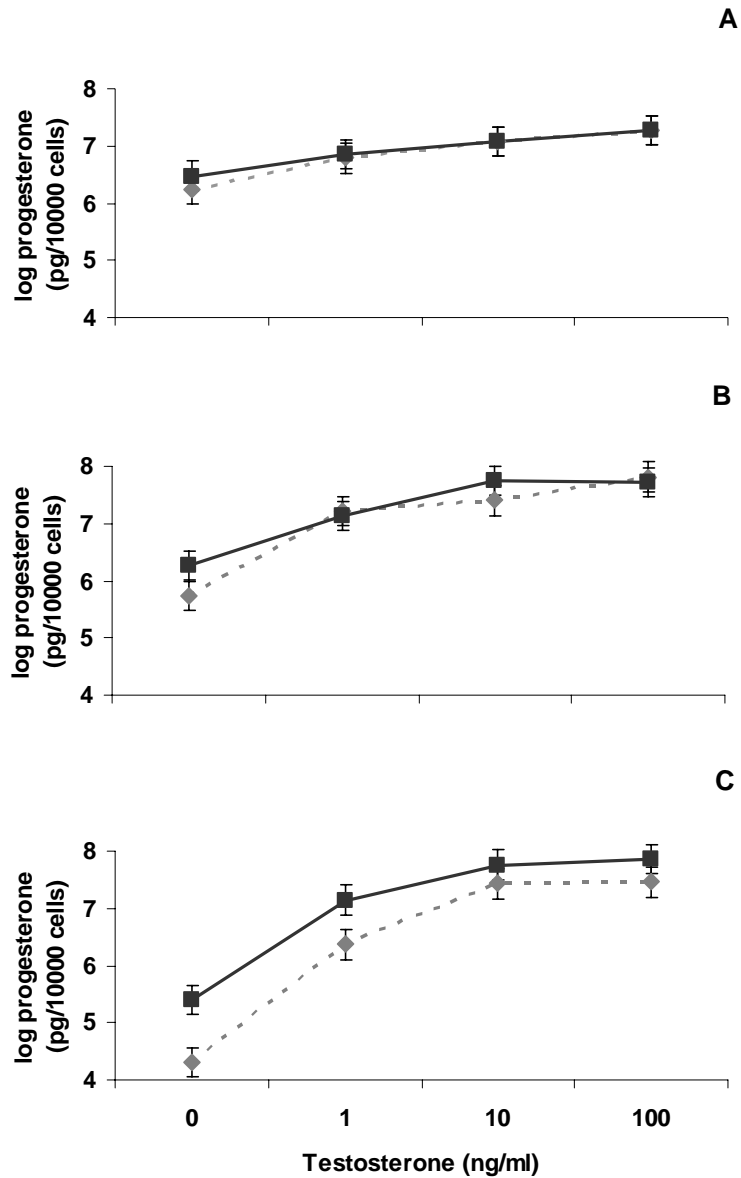 A
log progesterone
(pg/10000 cells)
8
7
6
5
4
B
log progesterone
(pg/10000 cells)
8
7
6
5
4
C
log progesterone
(pg/10000 cells)
8
7
6
5
4
0 1 10 100
Testosterone (ng/ml)